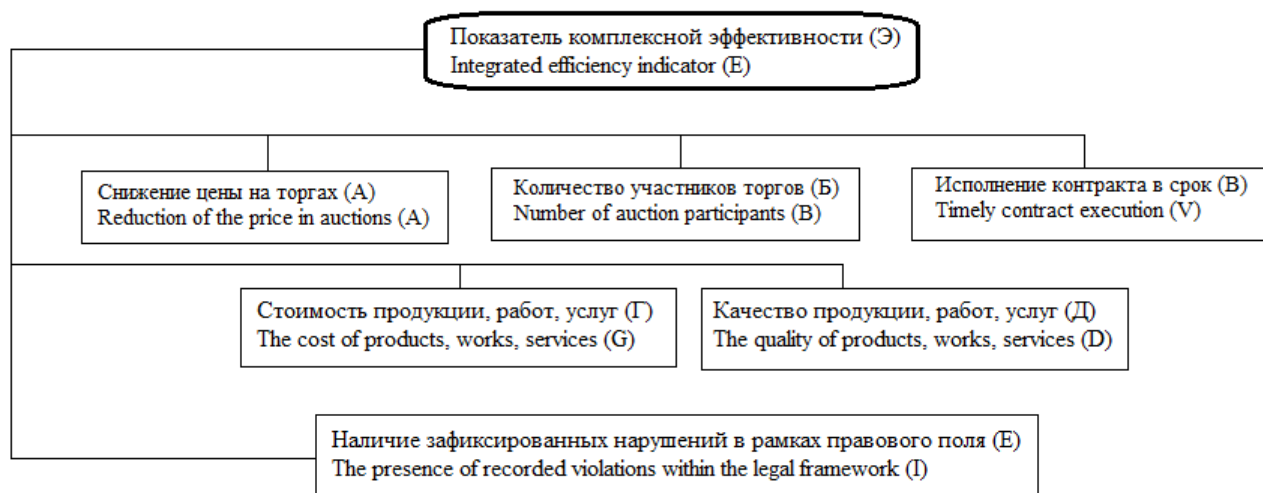 Показатель комплексной эффективности (Э)
Integrated efficiency indicator (E)
Снижение цены на торгах (А)
Reduction of the price in auctions (A)
Количество участников торгов (Б)
Number of auction participants (B)
Исполнение контракта в срок (В)
Timely contract execution (V)
Стоимость продукции, работ, услуг (Г)
The cost of products, works, services (G)
Качество продукции, работ, услуг (Д)
The quality of products, works, services (D)
Наличие зафиксированных нарушений в рамках правового поля (Е)
The presence of recorded violations within the legal framework (I)